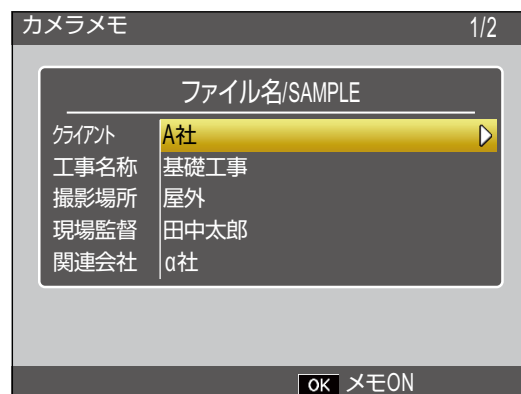 カメラメモ 1/2
ファイル名/SAMPLE
クライアント A社
工事名称 基礎工事
撮影場所 屋外
現場監督 田中太郎
関連会社 α社
OK メモON